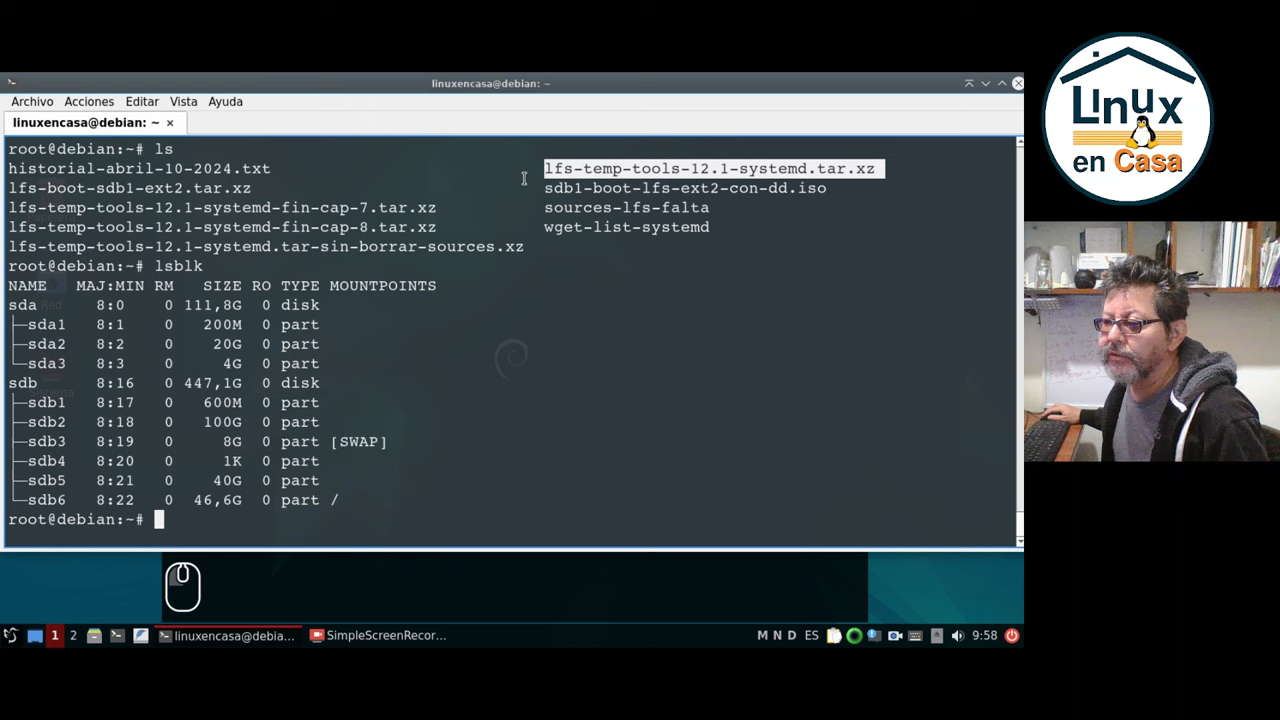 linuxencasa@debian: ~
Archivo Acciones Editar Vista Ayuda
linuxencasa@debian: ~ ×
root@debian:~# ls
historial-abril-10-2024.txt lfs-temp-tools-12.1-systemd.tar.xz
lfs-boot-sdb1-ext2.tar.xz sdb1-boot-lfs-ext2-con-dd.iso
lfs-temp-tools-12.1-systemd-fin-cap-7.tar.xz sources-lfs-falta
lfs-temp-tools-12.1-systemd-fin-cap-8.tar.xz wget-list-systemd
lfs-temp-tools-12.1-systemd.tar-sin-borrar-sources.xz
root@debian:~# lsblk
NAME MAJ:MIN RM SIZE RO TYPE MOUNTPOINTS
sda 8:0 0 111,8G 0 disk
├─sda1 8:1 0 200M 0 part
├─sda2 8:2 0 20G 0 part
└─sda3 8:3 0 4G 0 part
sdb 8:16 0 447,1G 0 disk
├─sdb1 8:17 0 600M 0 part
├─sdb2 8:18 0 100G 0 part
├─sdb3 8:19 0 8G 0 part [SWAP]
├─sdb4 8:20 0 1K 0 part
├─sdb5 8:21 0 40G 0 part
└─sdb6 8:22 0 46,6G 0 part /
root@debian:~#
1 2 linuxencasa@debia... SimpleScreenRecor... M N D ES 9:58
Linux
en Casa